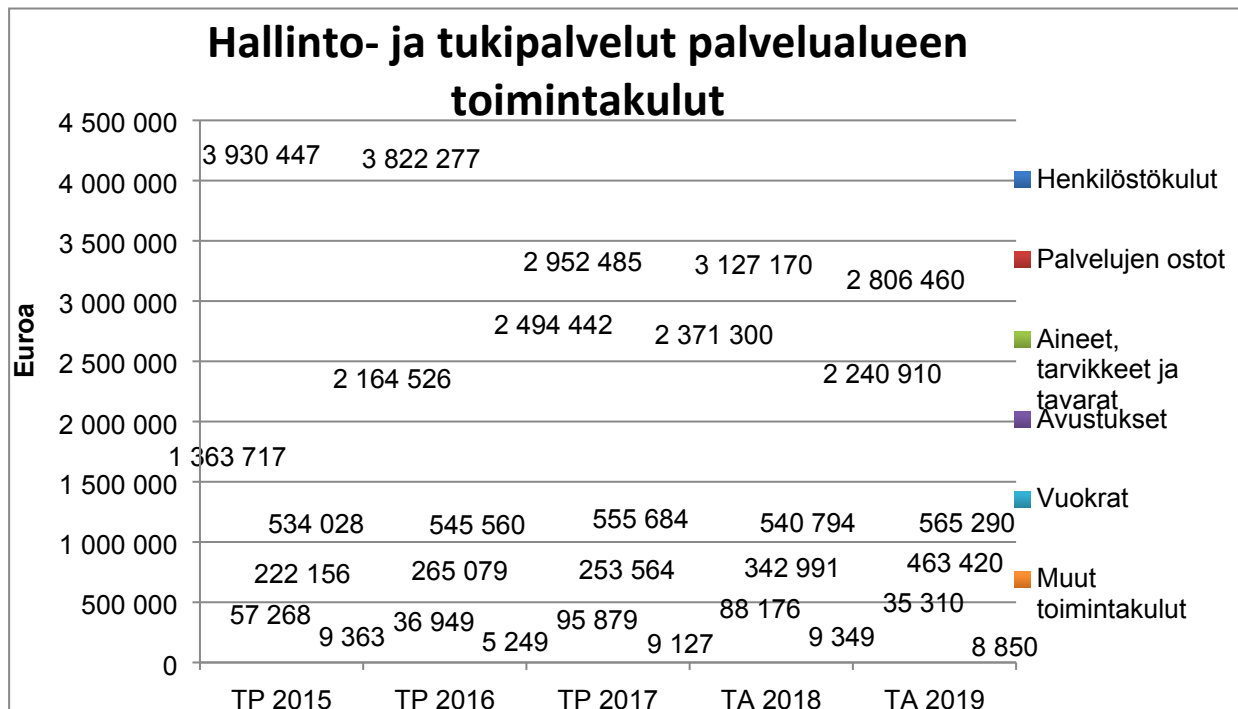 Hallinto- ja tukipalvelut palvelualueen
toimintakulut
Euroa
4 500 000
4 000 000
3 500 000
3 000 000
2 500 000
2 000 000
1 500 000
1 000 000
500 000
0
3 930 447
3 822 277
2 952 485
3 127 170
2 806 460
2 494 442
2 371 300
2 164 526
2 240 910
1 363 717
534 028
545 560
555 684
540 794
565 290
222 156
265 079
253 564
342 991
463 420
57 268
36 949
95 879
88 176
35 310
9 363
5 249
9 127
9 349
8 850
TP 2015
TP 2016
TP 2017
TA 2018
TA 2019
Henkilöstökulut
Palvelujen ostot
Aineet,
tarvikkeet ja
tavarat
Avustukset
Vuokrat
Muut
toimintakulut